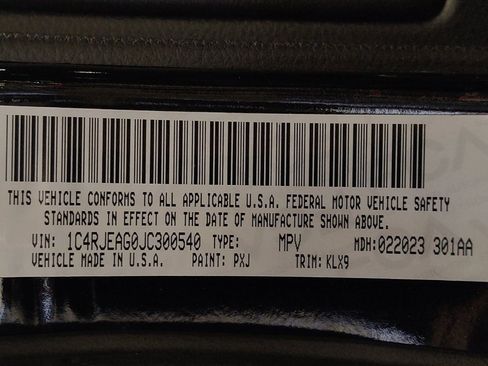 THIS VEHICLE CONFORMS TO ALL APPLICABLE U.S.A. FEDERAL MOTOR VEHICLE SAFETY
STANDARDS IN EFFECT ON THE DATE OF MANUFACTURE SHOWN ABOVE.
VIN: 1C4RJEAG0JC300540 TYPE: MPV MDH:022023 301AA
VEHICLE MADE IN U.S.A. PAINT: PXJ TRIM: KLX9